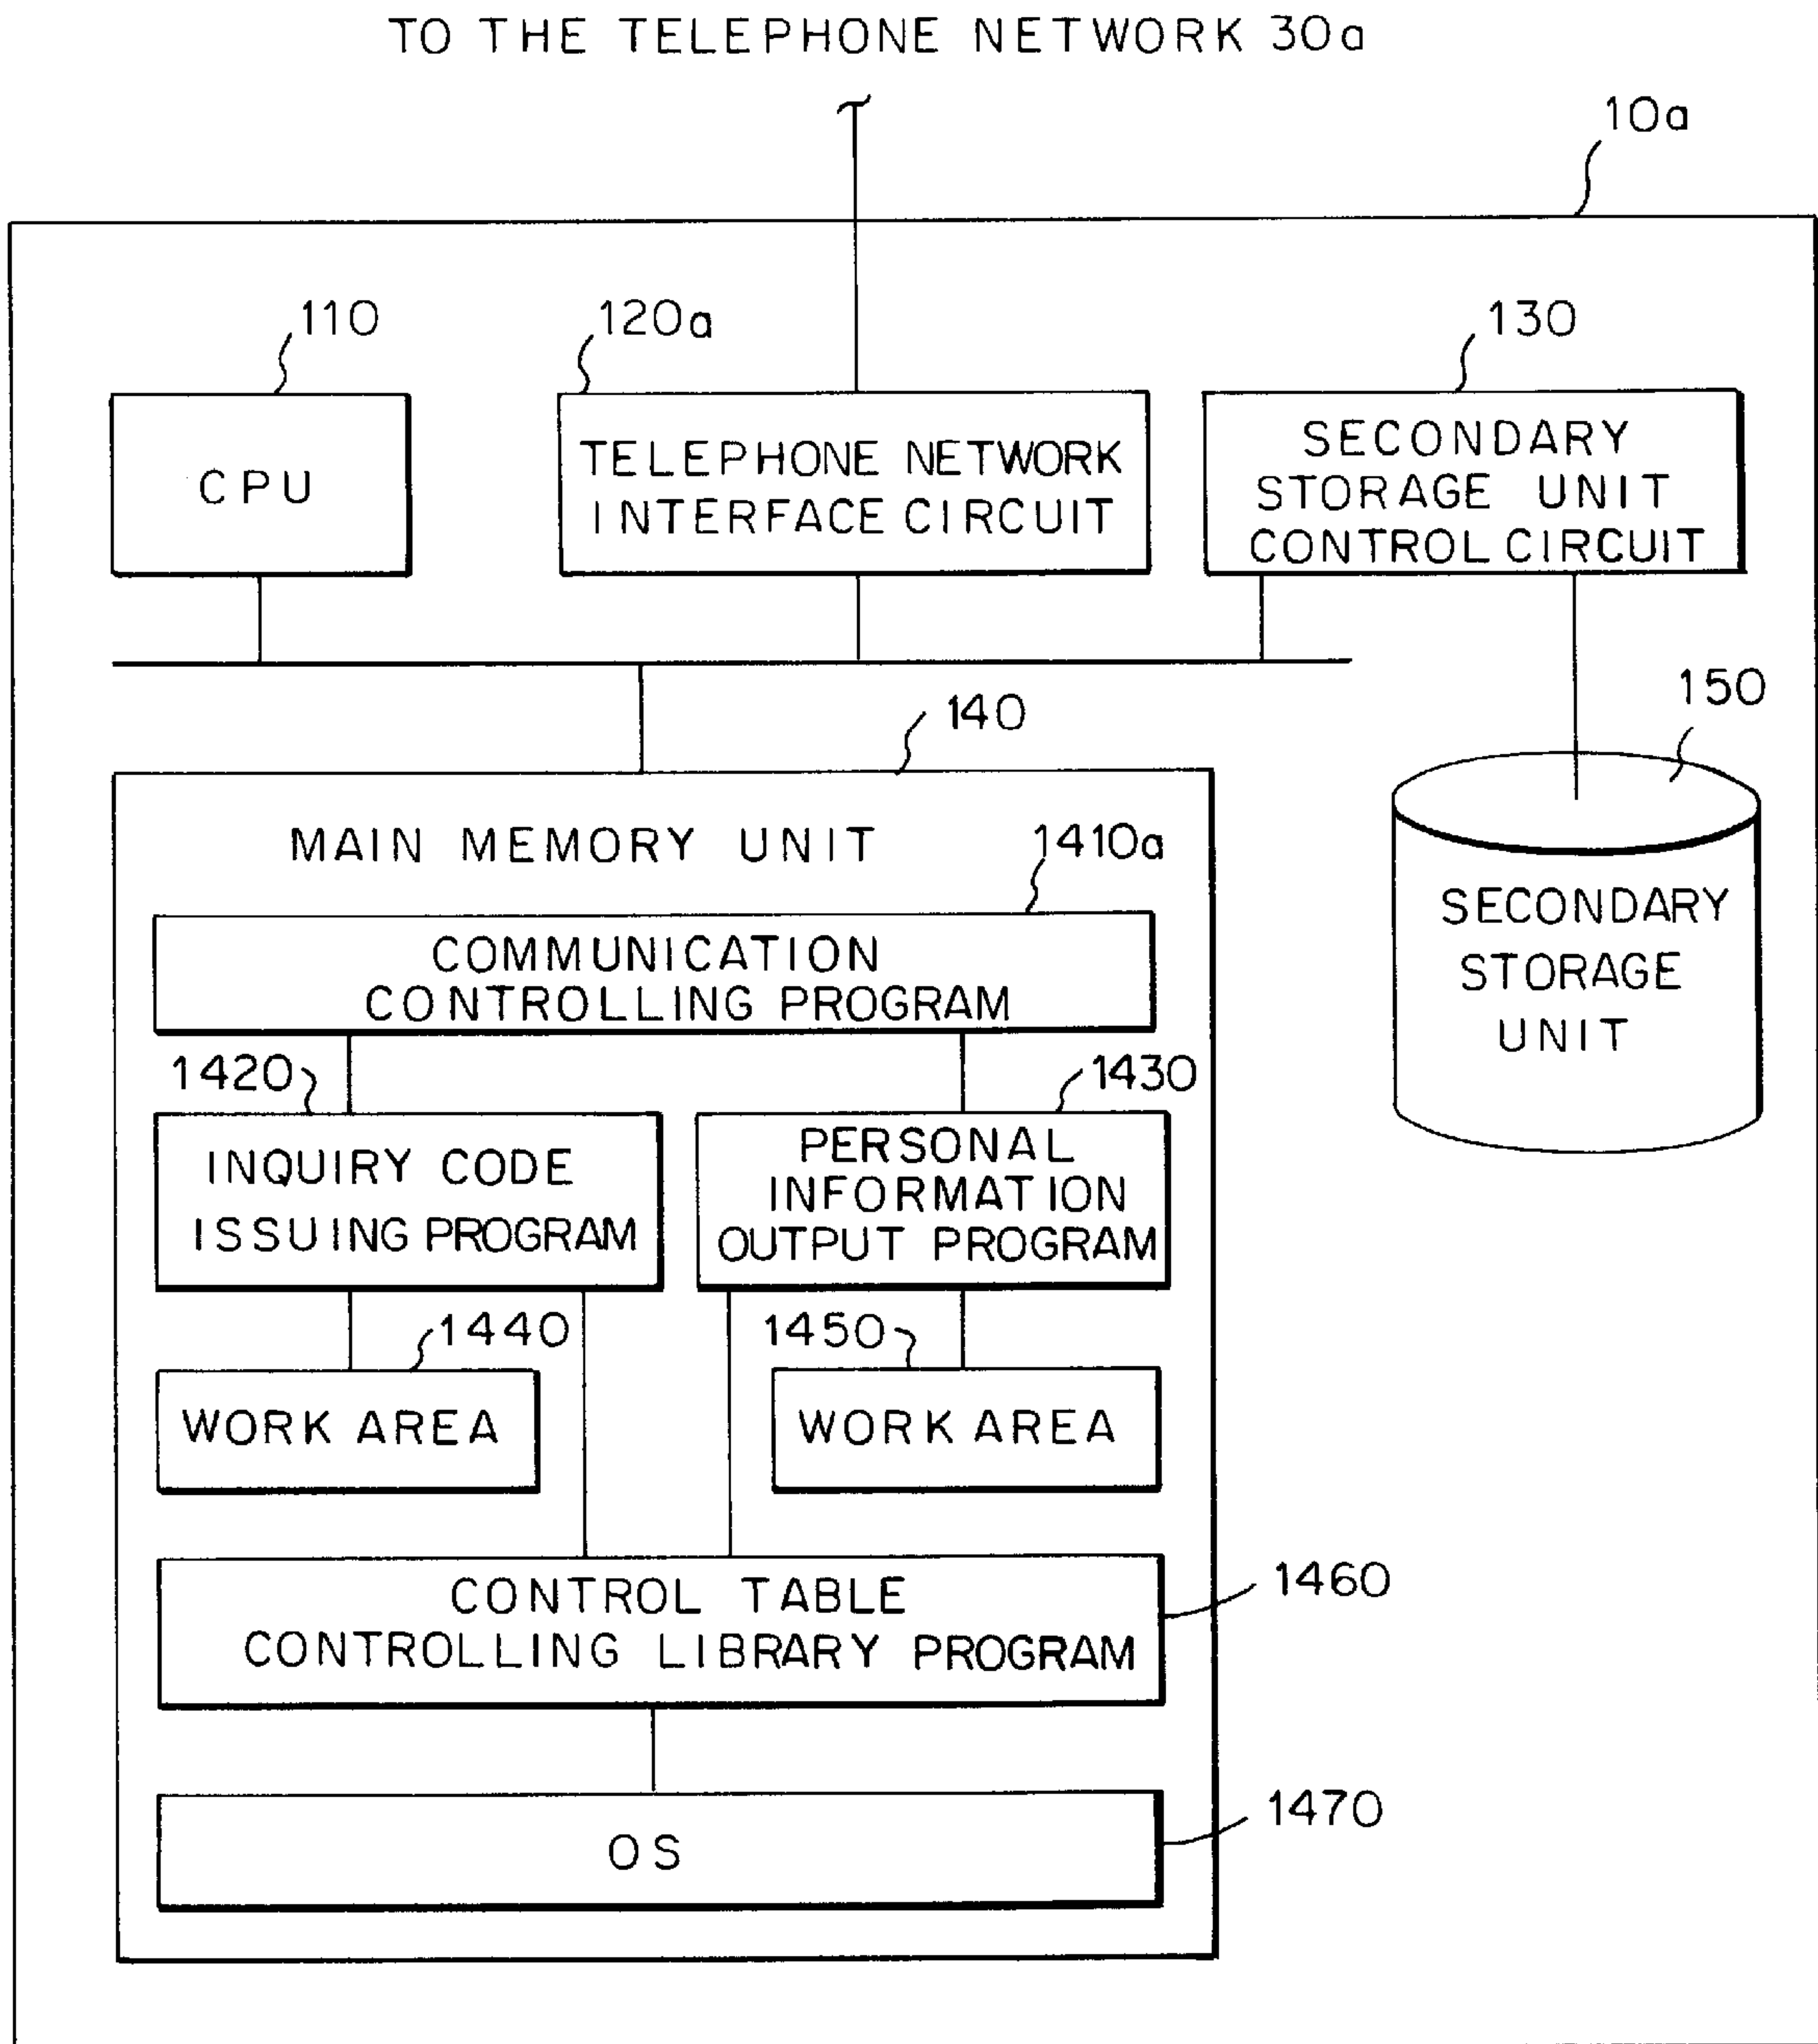 TO THE TELEPHONE NETWORK 30a
10a
110
120a
130
CPU
TELEPHONE NETWORK
INTERFACE CIRCUIT
SECONDARY
STORAGE UNIT
CONTROL CIRCUIT
140
150
MAIN MEMORY UNIT
1410a
COMMUNICATION
CONTROLLING PROGRAM
SECONDARY
STORAGE
UNIT
1420
1430
INQUIRY CODE
ISSUING PROGRAM
PERSONAL
INFORMATION
OUTPUT PROGRAM
1440
1450
WORK AREA
WORK AREA
CONTROL TABLE
CONTROLLING LIBRARY PROGRAM
1460
OS
1470